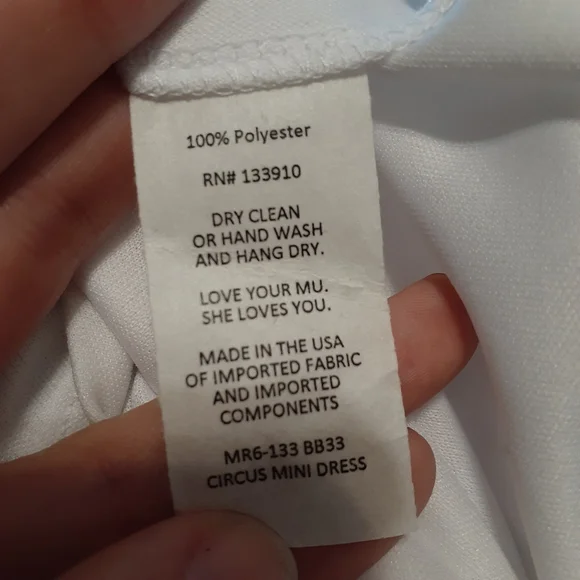 100% Polyester
RN# 133910
DRY CLEAN
OR HAND WASH
AND HANG DRY.
LOVE YOUR MU.
SHE LOVES YOU.
MADE IN THE USA
OF IMPORTED FABRIC
AND IMPORTED
COMPONENTS
MR6-133 BB33
CIRCUS MINI DRESS